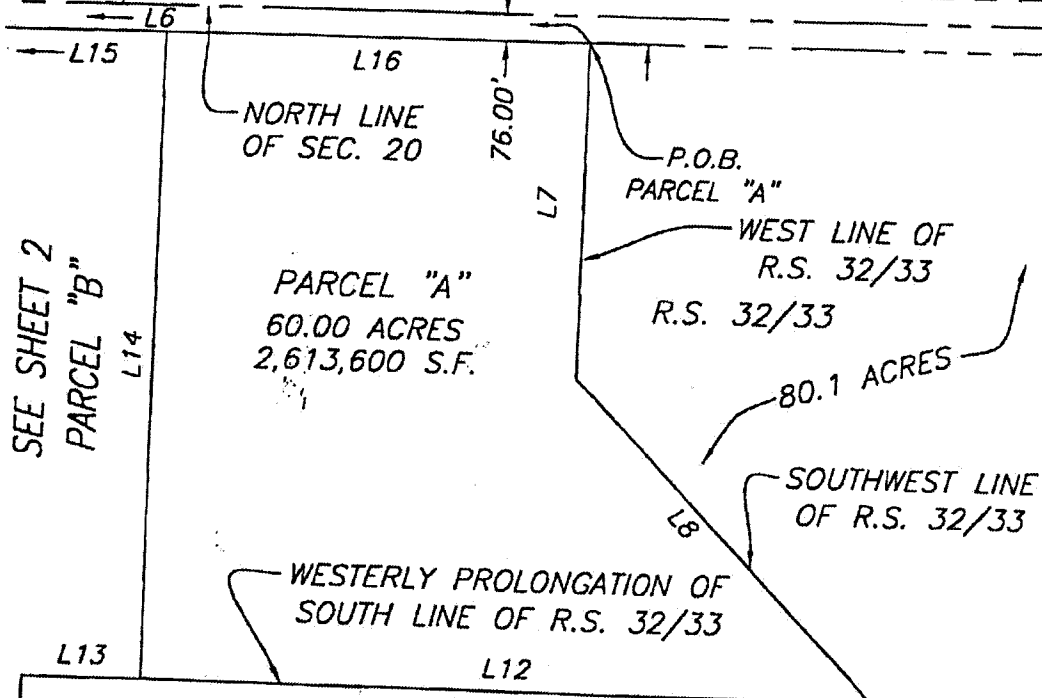 L6
L15
L16
NORTH LINE
OF SEC. 20
76.00'
P.O.B.
PARCEL "A"
L7
WEST LINE OF
R.S. 32/33
R.S. 32/33
SEE SHEET 2
PARCEL "B"
L14
PARCEL "A"
60.00 ACRES
2,613,600 S.F.
80.1 ACRES
SOUTHWEST LINE
OF R.S. 32/33
L8
WESTERLY PROLONGATION OF
SOUTH LINE OF R.S. 32/33
L13
L12